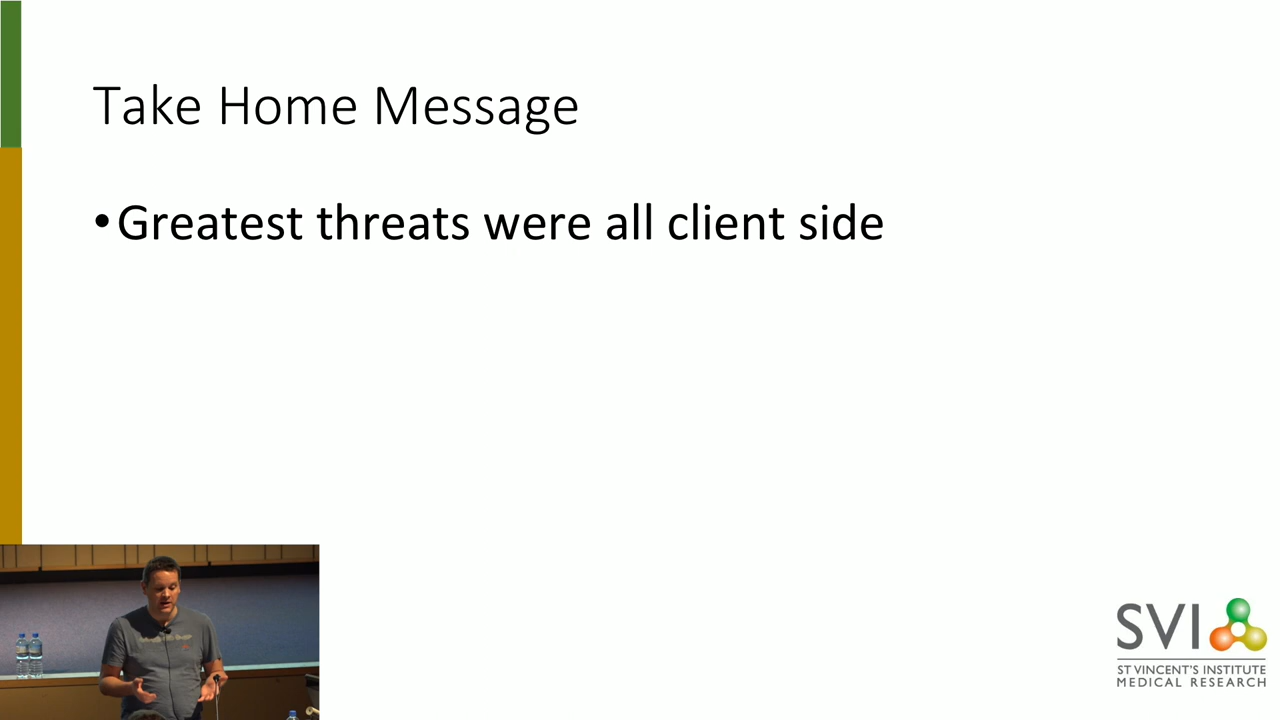 Take Home Message
•Greatest threats were all client side
SVI
ST VINCENT'S INSTITUTE
MEDICAL RESEARCH